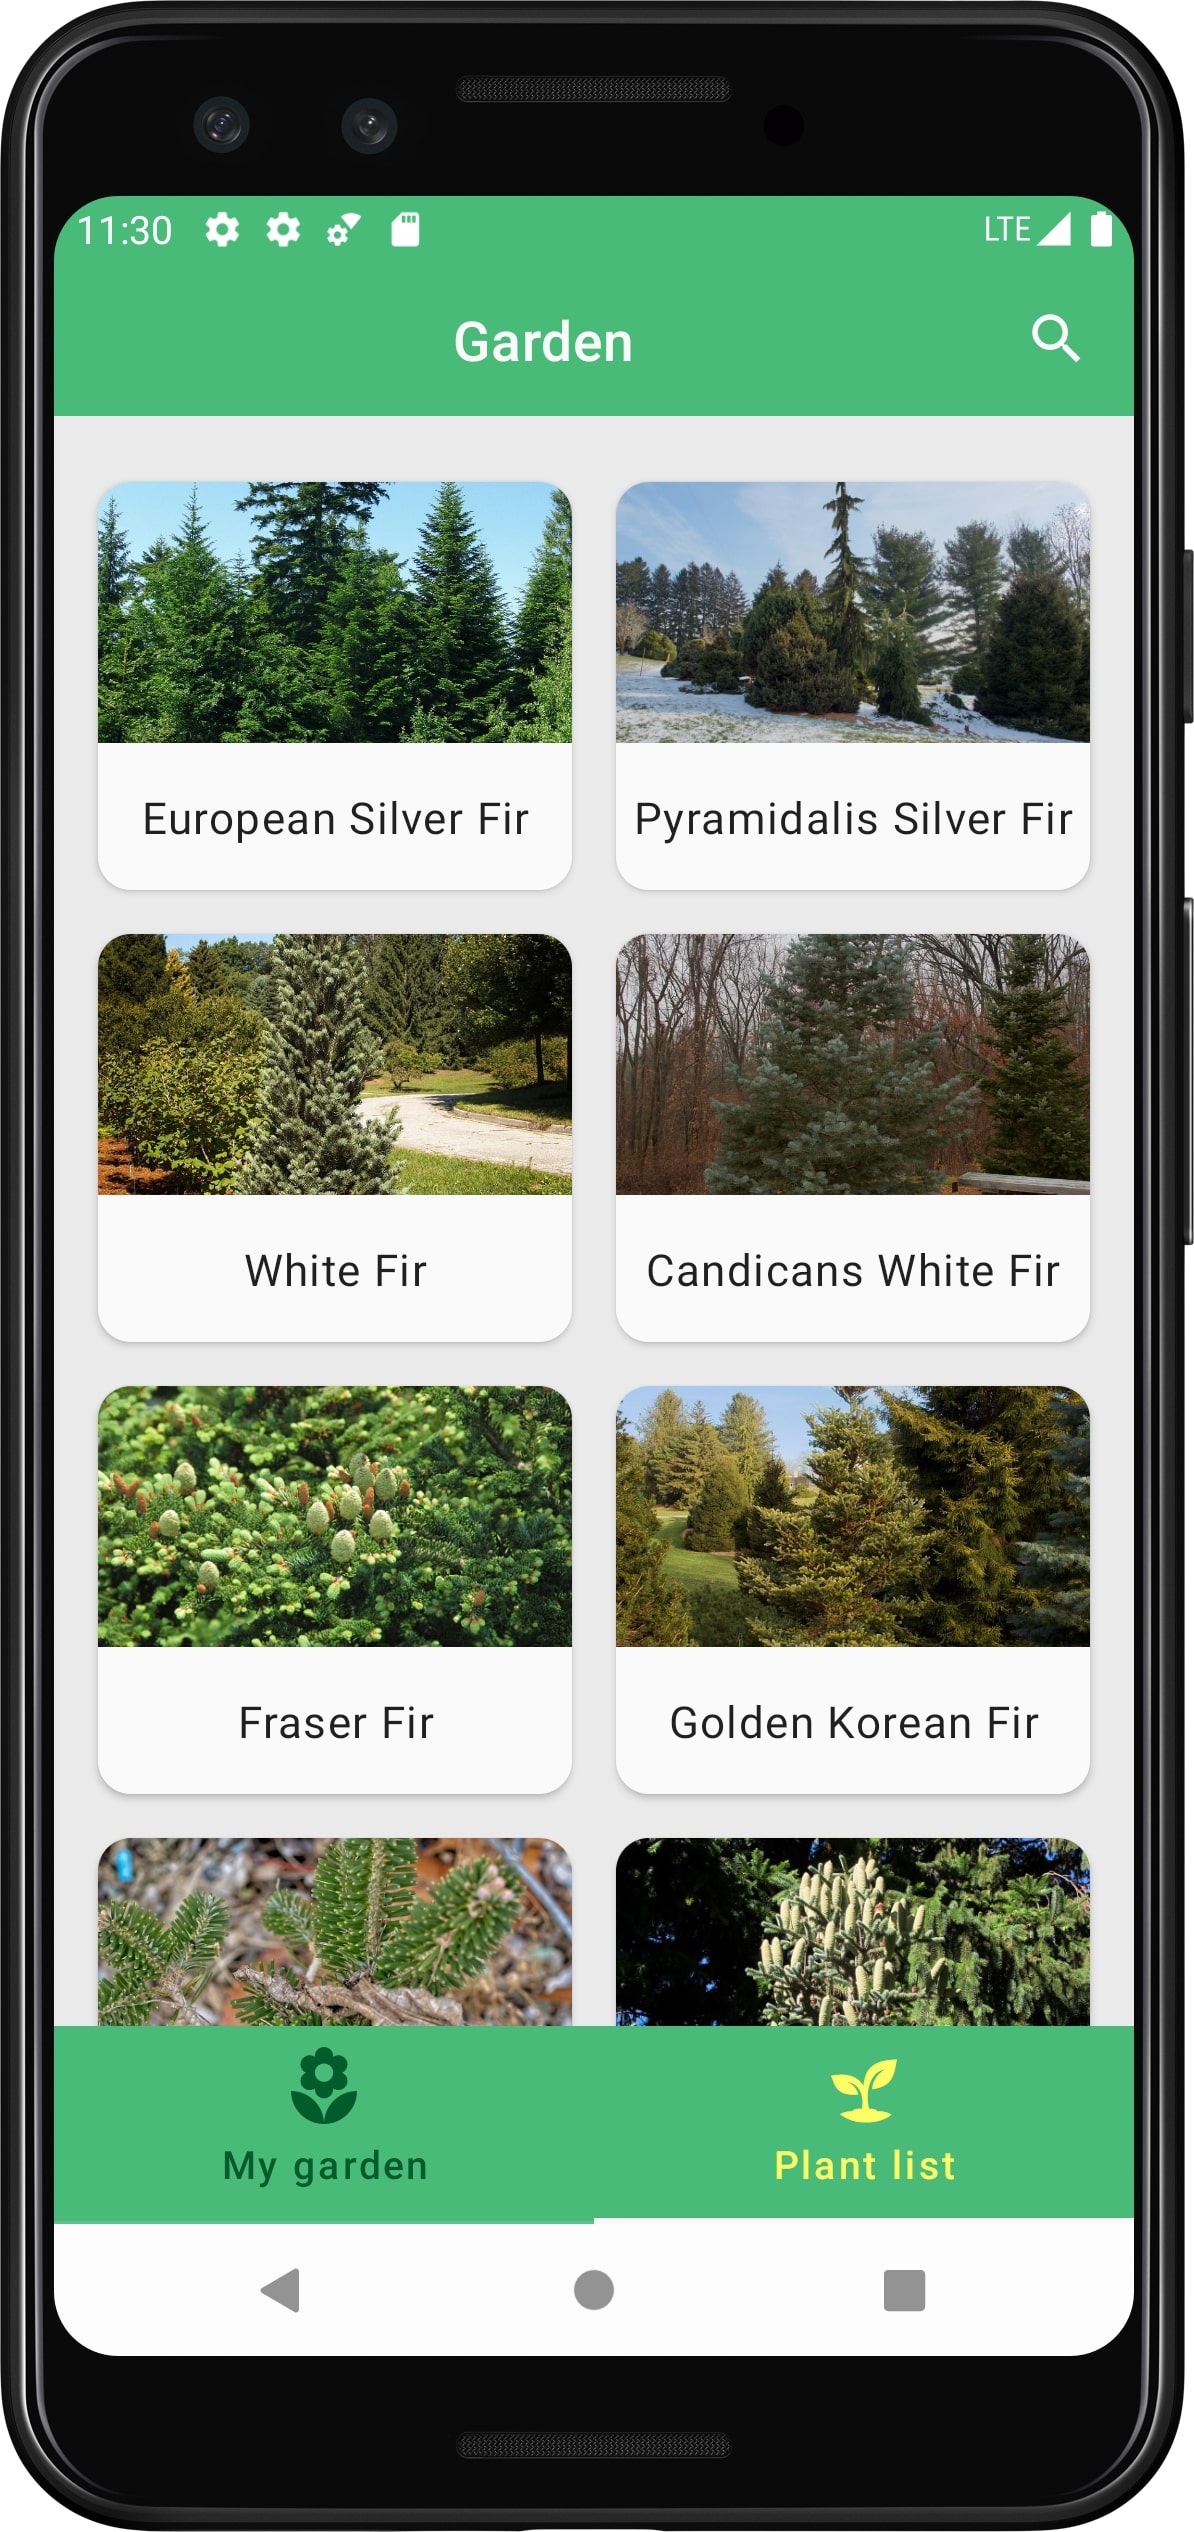 11:30 LTE
Garden
European Silver Fir
Pyramidalis Silver Fir
White Fir
Candicans White Fir
Fraser Fir
Golden Korean Fir
My garden
Plant list